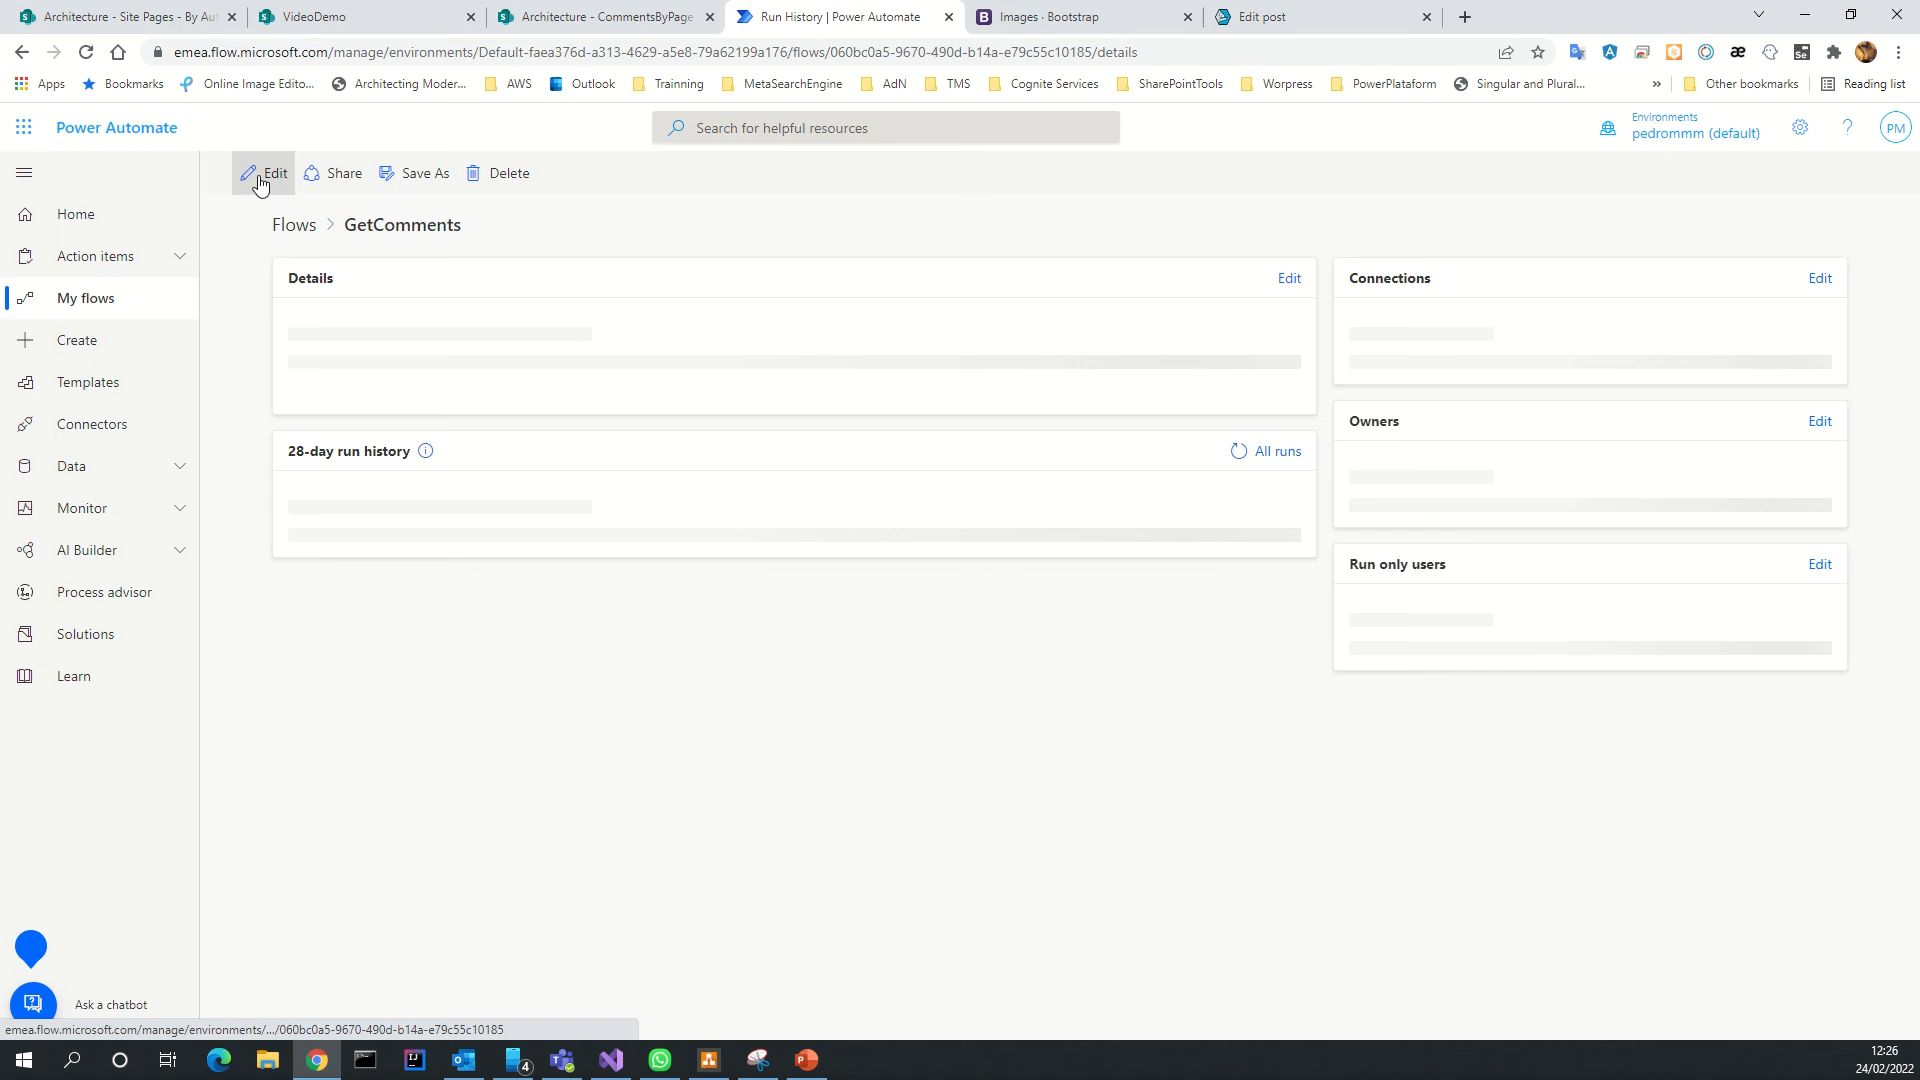 Architecture - Site Pages - By Au
VideoDemo
Architecture - CommentsByPage
Run History | Power Automate
Images · Bootstrap
Edit post
emea.flow.microsoft.com/manage/environments/Default-faea376d-a313-4629-a5e8-79a62199a176/flows/060bc0a5-9670-490d-b14a-e79c55c10185/details
Apps
Bookmarks
Online Image Edito...
Architecting Moder...
AWS
Outlook
Trainning
MetaSearchEngine
AdN
TMS
Cognite Services
SharePointTools
Worpress
PowerPlataform
Singular and Plural...
»
Other bookmarks
Reading list
Power Automate
Search for helpful resources
Environments
pedrommm (default)
PM
Edit
Share
Save As
Delete
Home
Action items
My flows
Create
Templates
Connectors
Data
Monitor
AI Builder
Process advisor
Solutions
Learn
Ask a chatbot
Flows > GetComments
Details
Edit
28-day run history
All runs
Connections
Edit
Owners
Edit
Run only users
Edit
emea.flow.microsoft.com/manage/environments/.../060bc0a5-9670-490d-b14a-e79c55c10185
4
12:26
24/02/2022